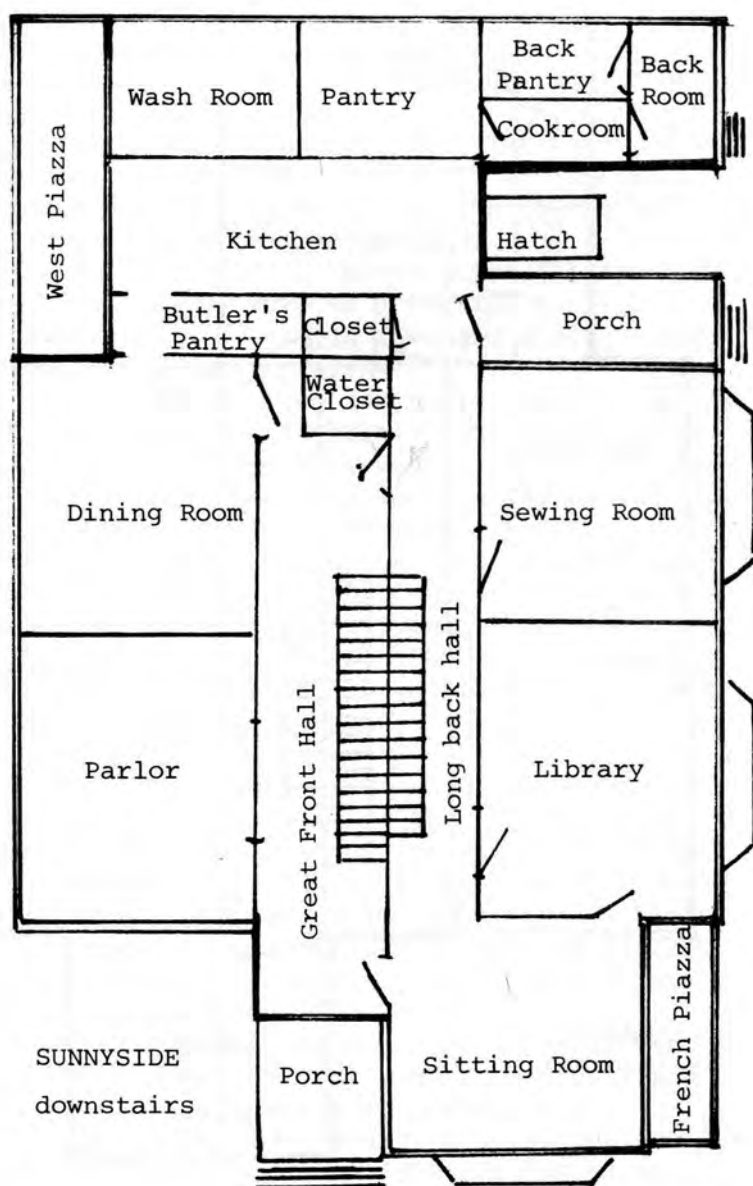 Back
Pantry
Back
Room
Wash Room
Pantry
Cookroom
West Piazza
Kitchen
Hatch
Butler's
Pantry
Closet
Porch
Water
Closet
Dining Room
Sewing Room
Great Front Hall
Long back hall
Parlor
Library
SUNNYSIDE
downstairs
Porch
Sitting Room
French Piazza